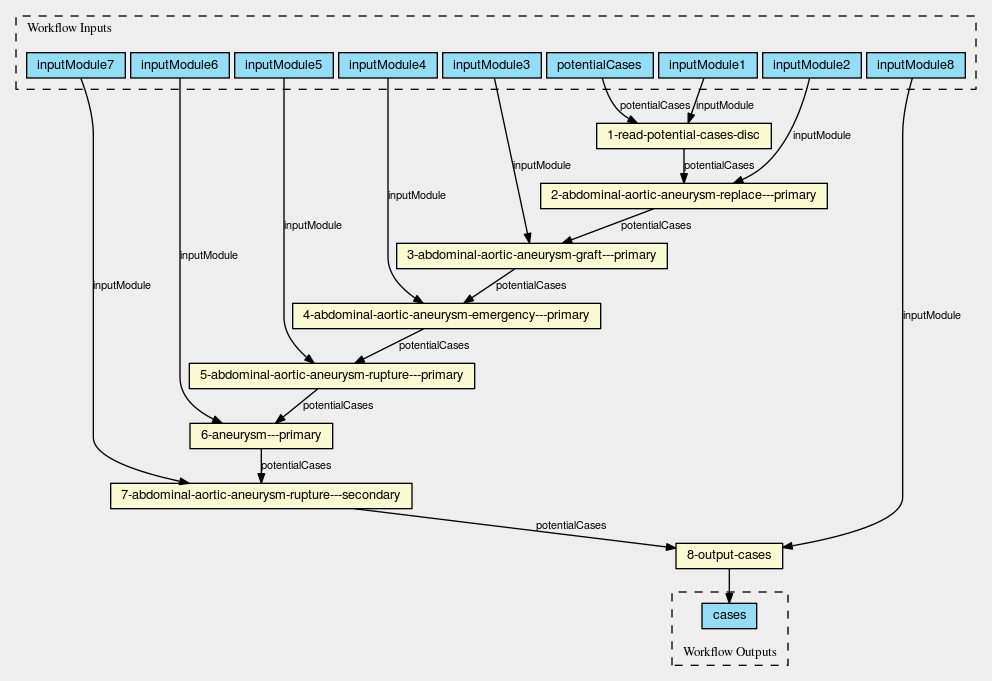 Workflow Inputs
inputModule7 inputModule6 inputModule5 inputModule4 inputModule3 potentialCases inputModule1 inputModule2 inputModule8
potentialCases inputModule
1-read-potential-cases-disc inputModule
inputModule potentialCases
inputModule 2-abdominal-aortic-aneurysm-replace---primary
inputModule potentialCases
inputModule 3-abdominal-aortic-aneurysm-graft---primary
inputModule potentialCases
4-abdominal-aortic-aneurysm-emergency---primary inputModule
potentialCases
5-abdominal-aortic-aneurysm-rupture---primary
potentialCases
6-aneurysm---primary
potentialCases
7-abdominal-aortic-aneurysm-rupture---secondary
potentialCases
8-output-cases
cases
Workflow Outputs